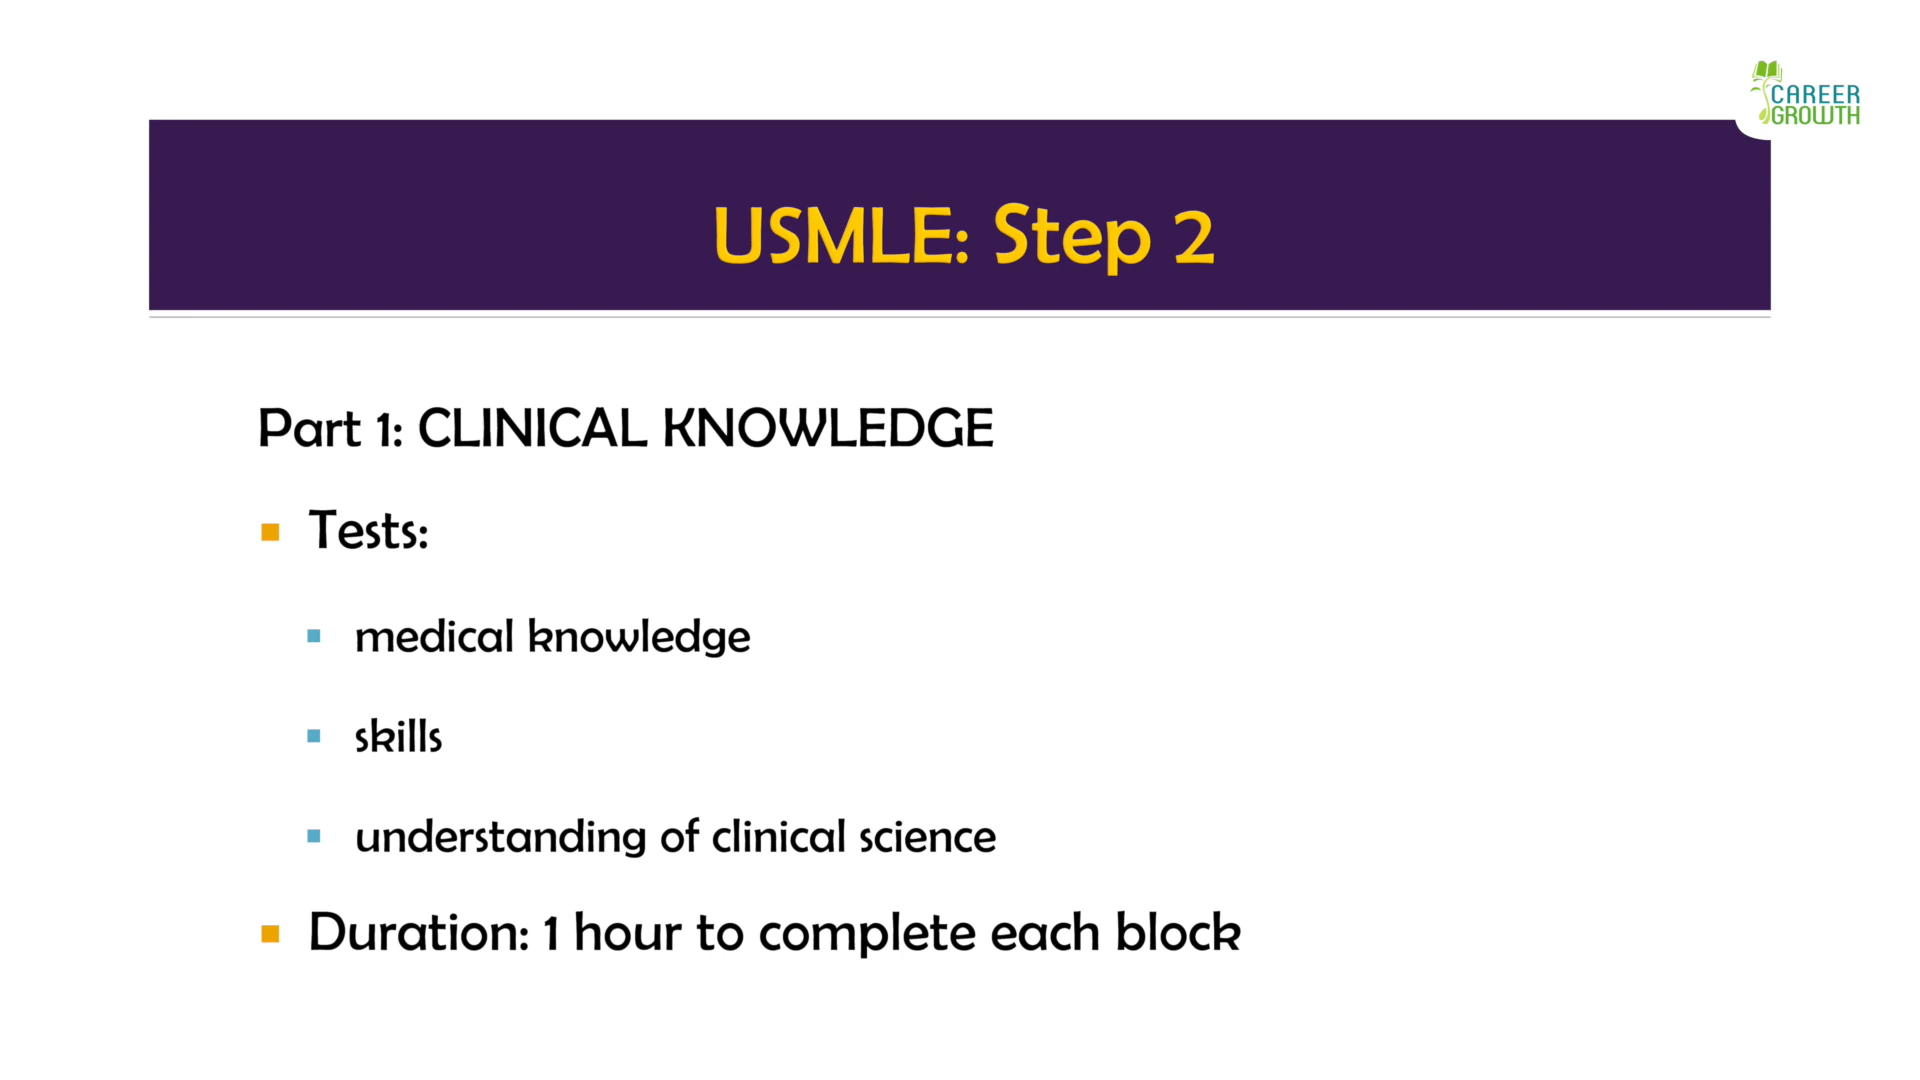 CAREER
GROWTH
USMLE: Step 2
Part 1: CLINICAL KNOWLEDGE
Tests:
medical knowledge
skills
understanding of clinical science
Duration: 1 hour to complete each block